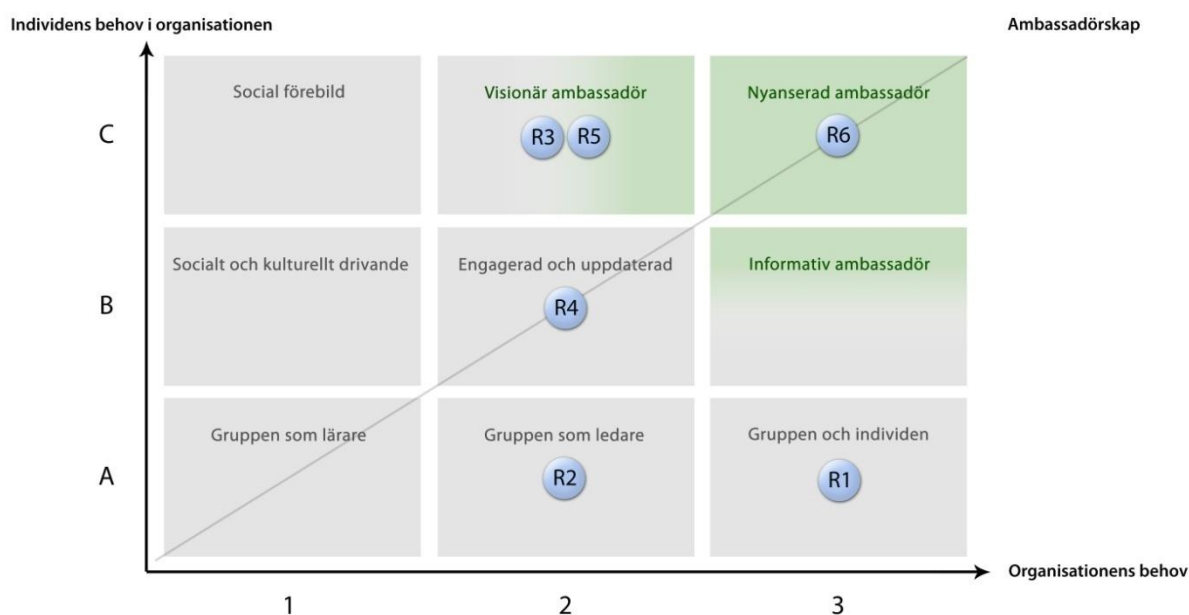 Individens behov i organisationen
Ambassadörskap
Social förebild
Visionär ambassadör
Nyanserad ambassadör
C
R3
R5
R6
Socialt och kulturellt drivande
Engagerad och uppdaterad
Informativ ambassadör
B
R4
Gruppen som lärare
Gruppen som ledare
Gruppen och individen
A
R2
R1
Organisationens behov
1
2
3